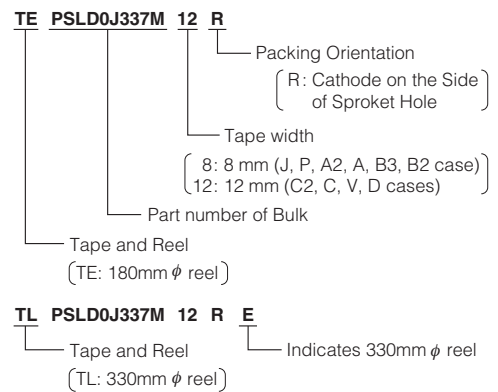 TE PSLD0J337M 12 R
Packing Orientation
(R: Cathode on the Side
of Sproket Hole)
Tape width
(8: 8 mm (J, P, A2, A, B3, B2 case)
12: 12 mm (C2, C, V, D cases))
Part number of Bulk
Tape and Reel
(TE: 180mm ϕ reel)
TL PSLD0J337M 12 R E
Tape and Reel
Indicates 330mm ϕ reel
(TL: 330mm ϕ reel)